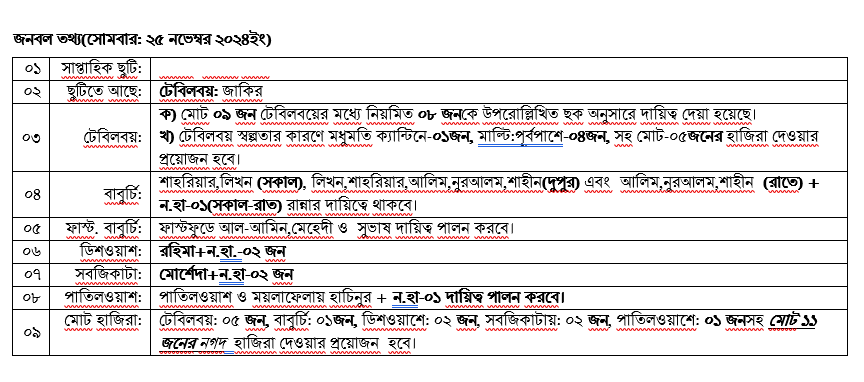 জনবল তথ্য(সোমবার: ২৫ নভেম্বর ২০২৪ইং)
০১ সাপ্তাহিক ছুটি:
০২ ছুটিতে আছে: টেবিলবয়: জাকির
০৩ টেবিলবয়: ক) মোট ০৯ জন টেবিলবয়ের মধ্যে নিয়মিত ০৮ জনকে উপরোল্লিখিত ছক অনুসারে দায়িত্ব দেয়া হয়েছে।
খ) টেবিলবয় স্বল্পতার কারণে মধুমতি ক্যান্টিনে-০১জন, মাল্টি:পূর্বপাশে-০৪জন, সহ মোট-০৫জনের হাজিরা দেওয়ার
প্রয়োজন হবে।
০৪ বাবুর্চি: শাহরিয়ার,লিখন (সকাল), লিখন,শাহরিয়ার,আলিম,নুরআলম,শাহীন(দুপুর) এবং আলিম,নুরআলম,শাহীন (রাতে) +
ন.হা-০১(সকাল-রাত) রান্নার দায়িত্বে থাকবে।
০৫ ফাস্ট. বাবুর্চি: ফাস্টফুডে আল-আমিন,মেহেদী ও সুভাষ দায়িত্ব পালন করবে।
০৬ ডিশওয়াশ: রহিমা+ন.হা.-০২ জন
০৭ সবজিকাটা: মোর্শেদা+ন.হা-০২ জন
০৮ পাতিলওয়াশ: পাতিলওয়াশ ও ময়লাফেলায় হাচিনুর + ন.হা-০১ দায়িত্ব পালন করবে।
০৯ মোট হাজিরা: টেবিলবয়: ০৫ জন, বাবুর্চি: ০১জন, ডিশওয়াশে: ০২ জন, সবজিকাটায়: ০২ জন, পাতিলওয়াশে: ০১ জনসহ মোট ১১
জনের নগদ হাজিরা দেওয়ার প্রয়োজন হবে।